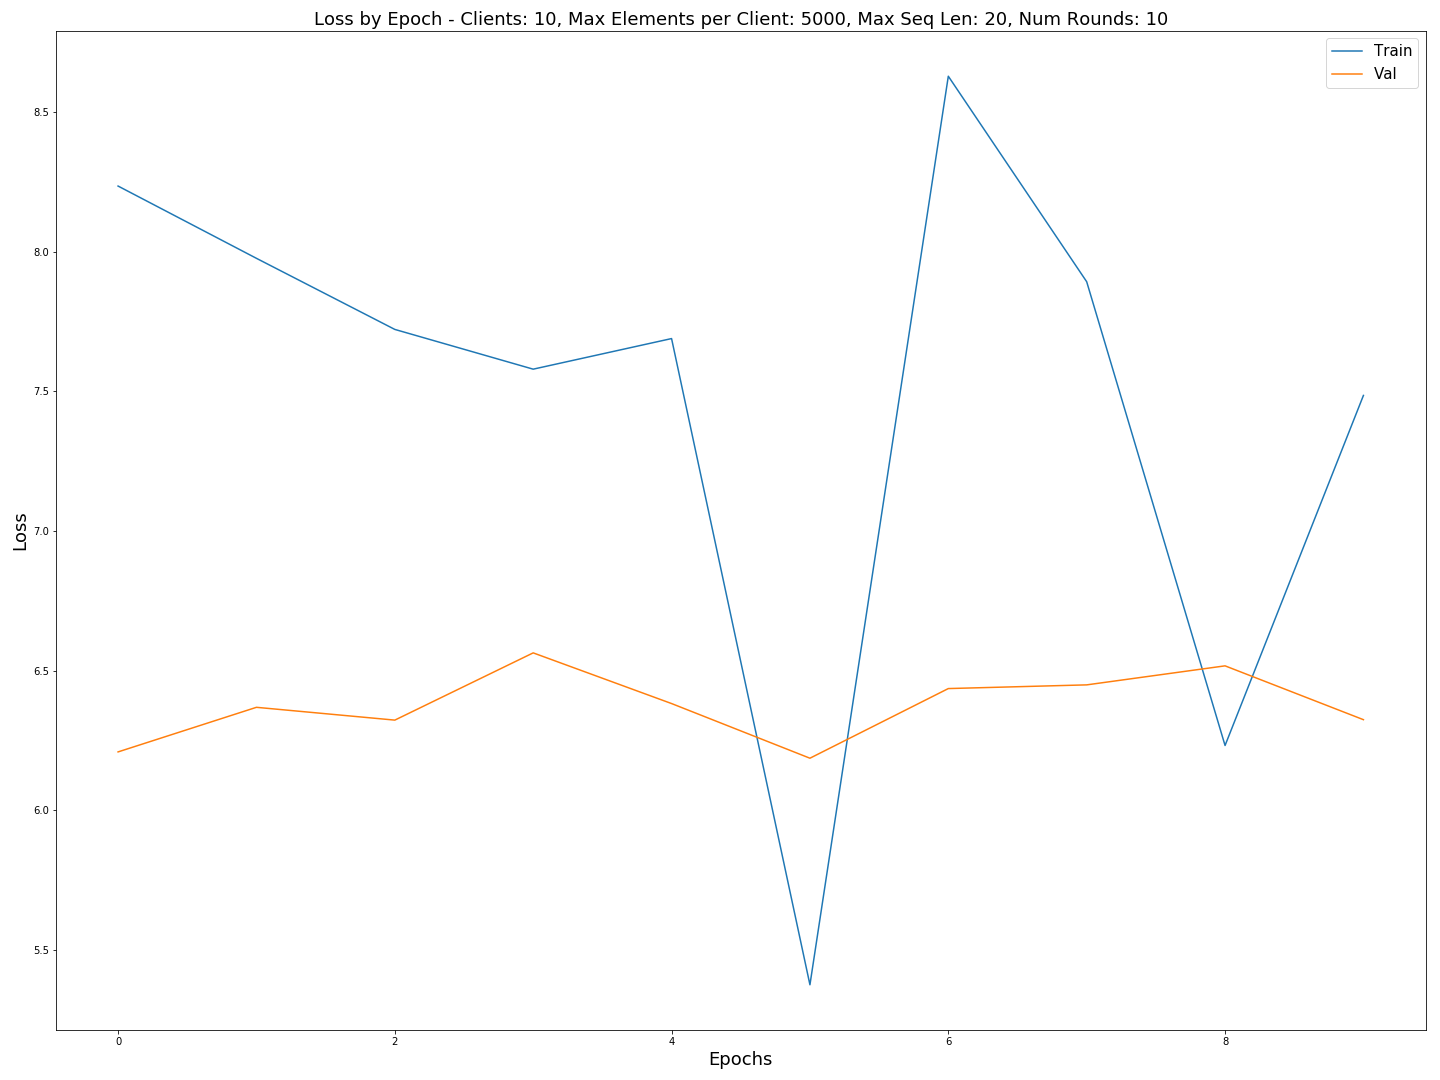 Loss by Epoch - Clients: 10, Max Elements per Client: 5000, Max Seq Len: 20, Num Rounds: 10
Train
Val
8.5
8.0
7.5
7.0
6.5
6.0
5.5
Loss
0 2 4 6 8
Epochs